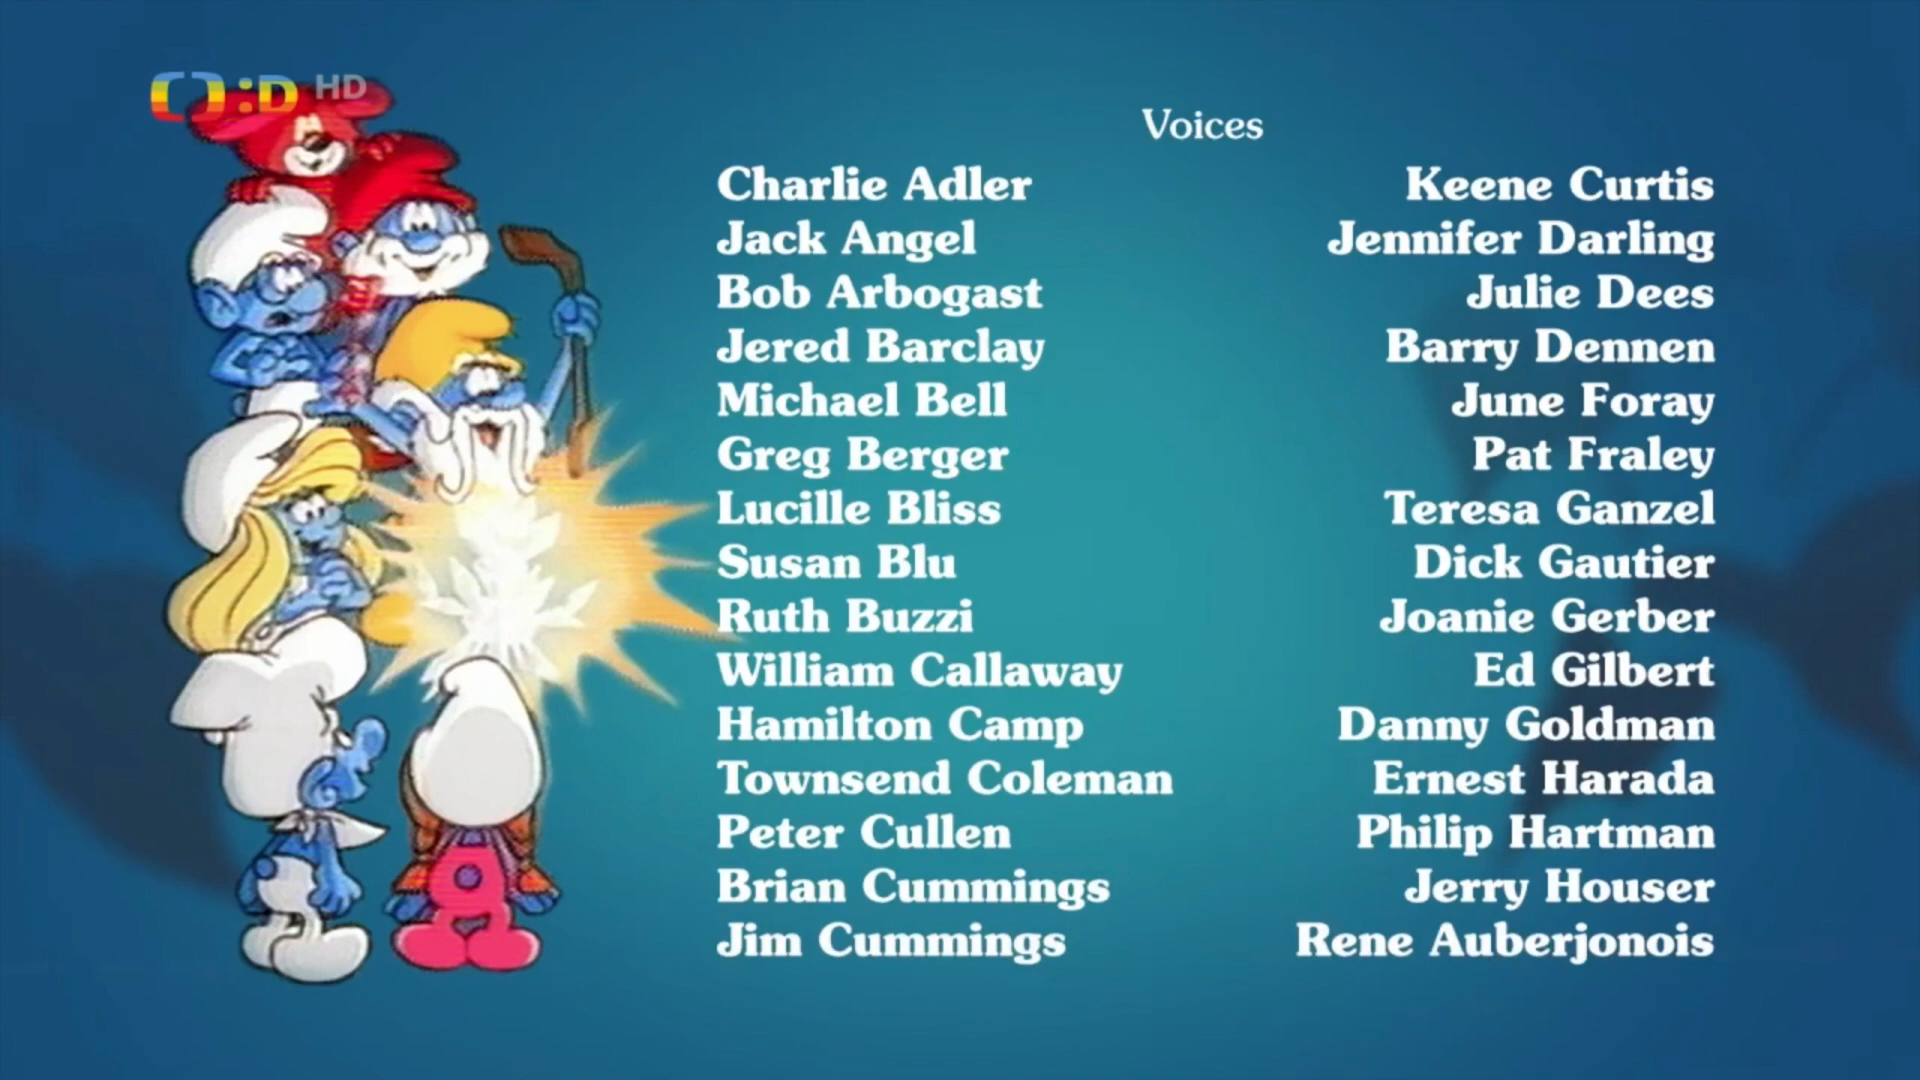 :D HD
Voices
Charlie Adler
Jack Angel
Bob Arbogast
Jered Barclay
Michael Bell
Greg Berger
Lucille Bliss
Susan Blu
Ruth Buzzi
William Callaway
Hamilton Camp
Townsend Coleman
Peter Cullen
Brian Cummings
Jim Cummings
Keene Curtis
Jennifer Darling
Julie Dees
Barry Dennen
June Foray
Pat Fraley
Teresa Ganzel
Dick Gautier
Joanie Gerber
Ed Gilbert
Danny Goldman
Ernest Harada
Philip Hartman
Jerry Houser
Rene Auberjonois